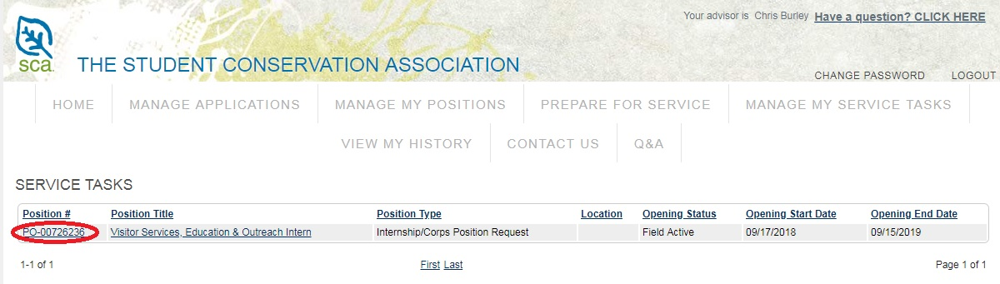 Your advisor is Chris Burley Have a question? CLICK HERE
sca
THE STUDENT CONSERVATION ASSOCIATION
CHANGE PASSWORD LOGOUT
HOME MANAGE APPLICATIONS MANAGE MY POSITIONS PREPARE FOR SERVICE MANAGE MY SERVICE TASKS
VIEW MY HISTORY CONTACT US Q&A
SERVICE TASKS
Position # Position Title Position Type Location Opening Status Opening Start Date Opening End Date
PO-00726236 Visitor Services, Education & Outreach Intern Internship/Corps Position Request Field Active 09/17/2018 09/15/2019
1-1 of 1 First Last Page 1 of 1